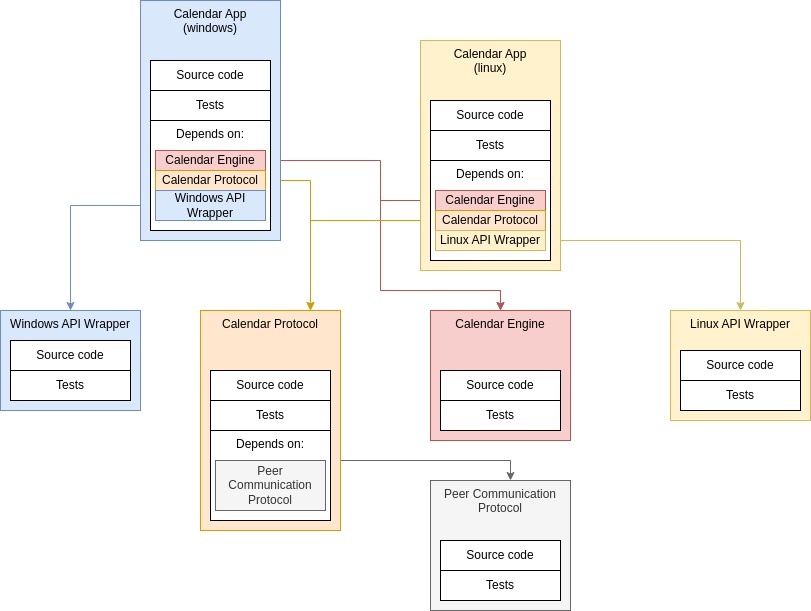 Calendar App
(windows)
Source code
Tests
Depends on:
Calendar Engine
Calendar Protocol
Windows API
Wrapper
Calendar App
(linux)
Source code
Tests
Depends on:
Calendar Engine
Calendar Protocol
Linux API Wrapper
Windows API Wrapper
Source code
Tests
Calendar Protocol
Source code
Tests
Depends on:
Peer
Communication
Protocol
Calendar Engine
Source code
Tests
Linux API Wrapper
Source code
Tests
Peer Communication
Protocol
Source code
Tests